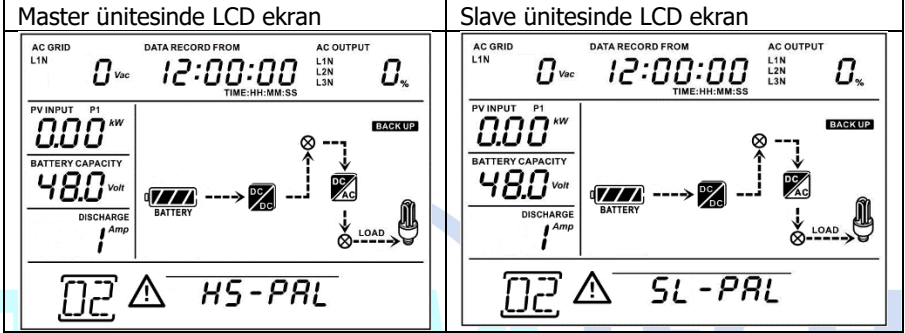 Master ünitesinde LCD ekran
AC GRID DATA RECORD FROM AC OUTPUT
L1N 0 Vac 12:00:00 L1N L2N L3N 0. %
TIME:HH:MM:SS
PV INPUT P1
0.00 kW
BACK UP
BATTERY CAPACITY
48.0 Volt
DC/DC
DC/AC
BATTERY
DISCHARGE
1 Amp
LOAD
02 HS-PAL
Slave ünitesinde LCD ekran
AC GRID DATA RECORD FROM AC OUTPUT
L1N 0 Vac 12:00:00 L1N L2N L3N 0. %
TIME:HH:MM:SS
PV INPUT P1
0.00 kW
BACK UP
BATTERY CAPACITY
48.0 Volt
DC/DC
DC/AC
BATTERY
DISCHARGE
1 Amp
LOAD
02 SL-PAL